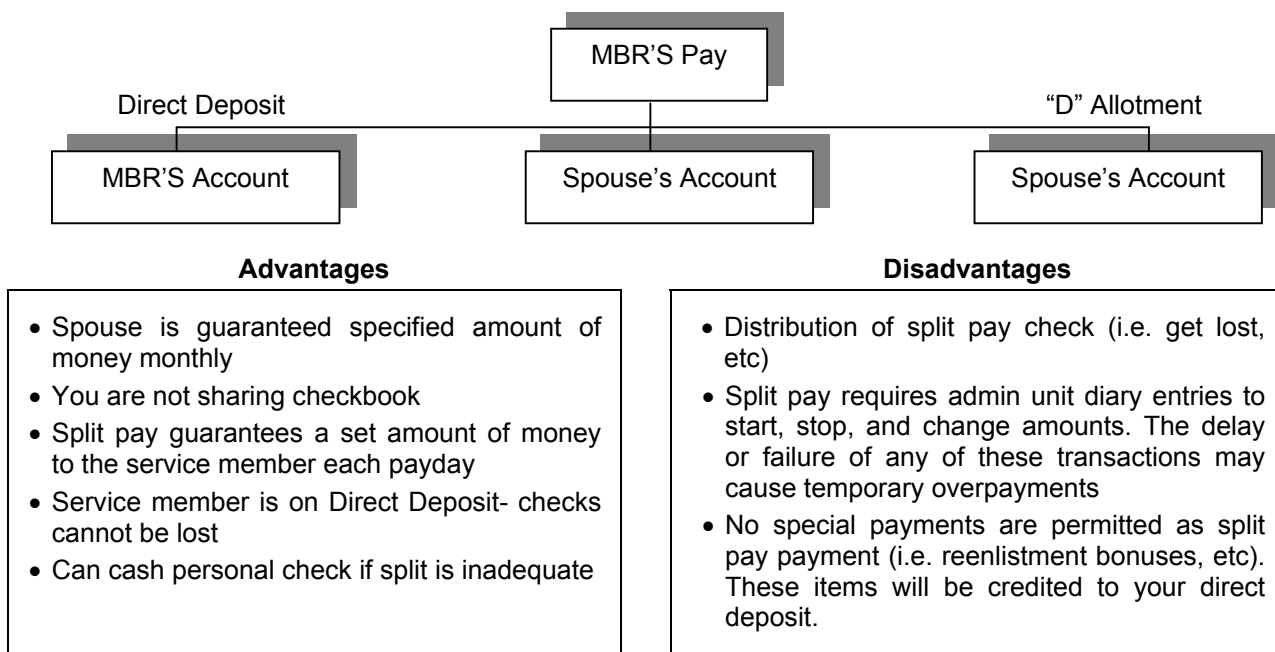 MBR'S Pay
Direct Deposit
“D” Allotment
MBR'S Account
Spouse's Account
Spouse's Account
Advantages
• Spouse is guaranteed specified amount of
money monthly
• You are not sharing checkbook
• Split pay guarantees a set amount of money
to the service member each payday
• Service member is on Direct Deposit- checks
cannot be lost
• Can cash personal check if split is inadequate
Disadvantages
• Distribution of split pay check (i.e. get lost,
etc)
• Split pay requires admin unit diary entries to
start, stop, and change amounts. The delay
or failure of any of these transactions may
cause temporary overpayments
• No special payments are permitted as split
pay payment (i.e. reenlistment bonuses, etc).
These items will be credited to your direct
deposit.